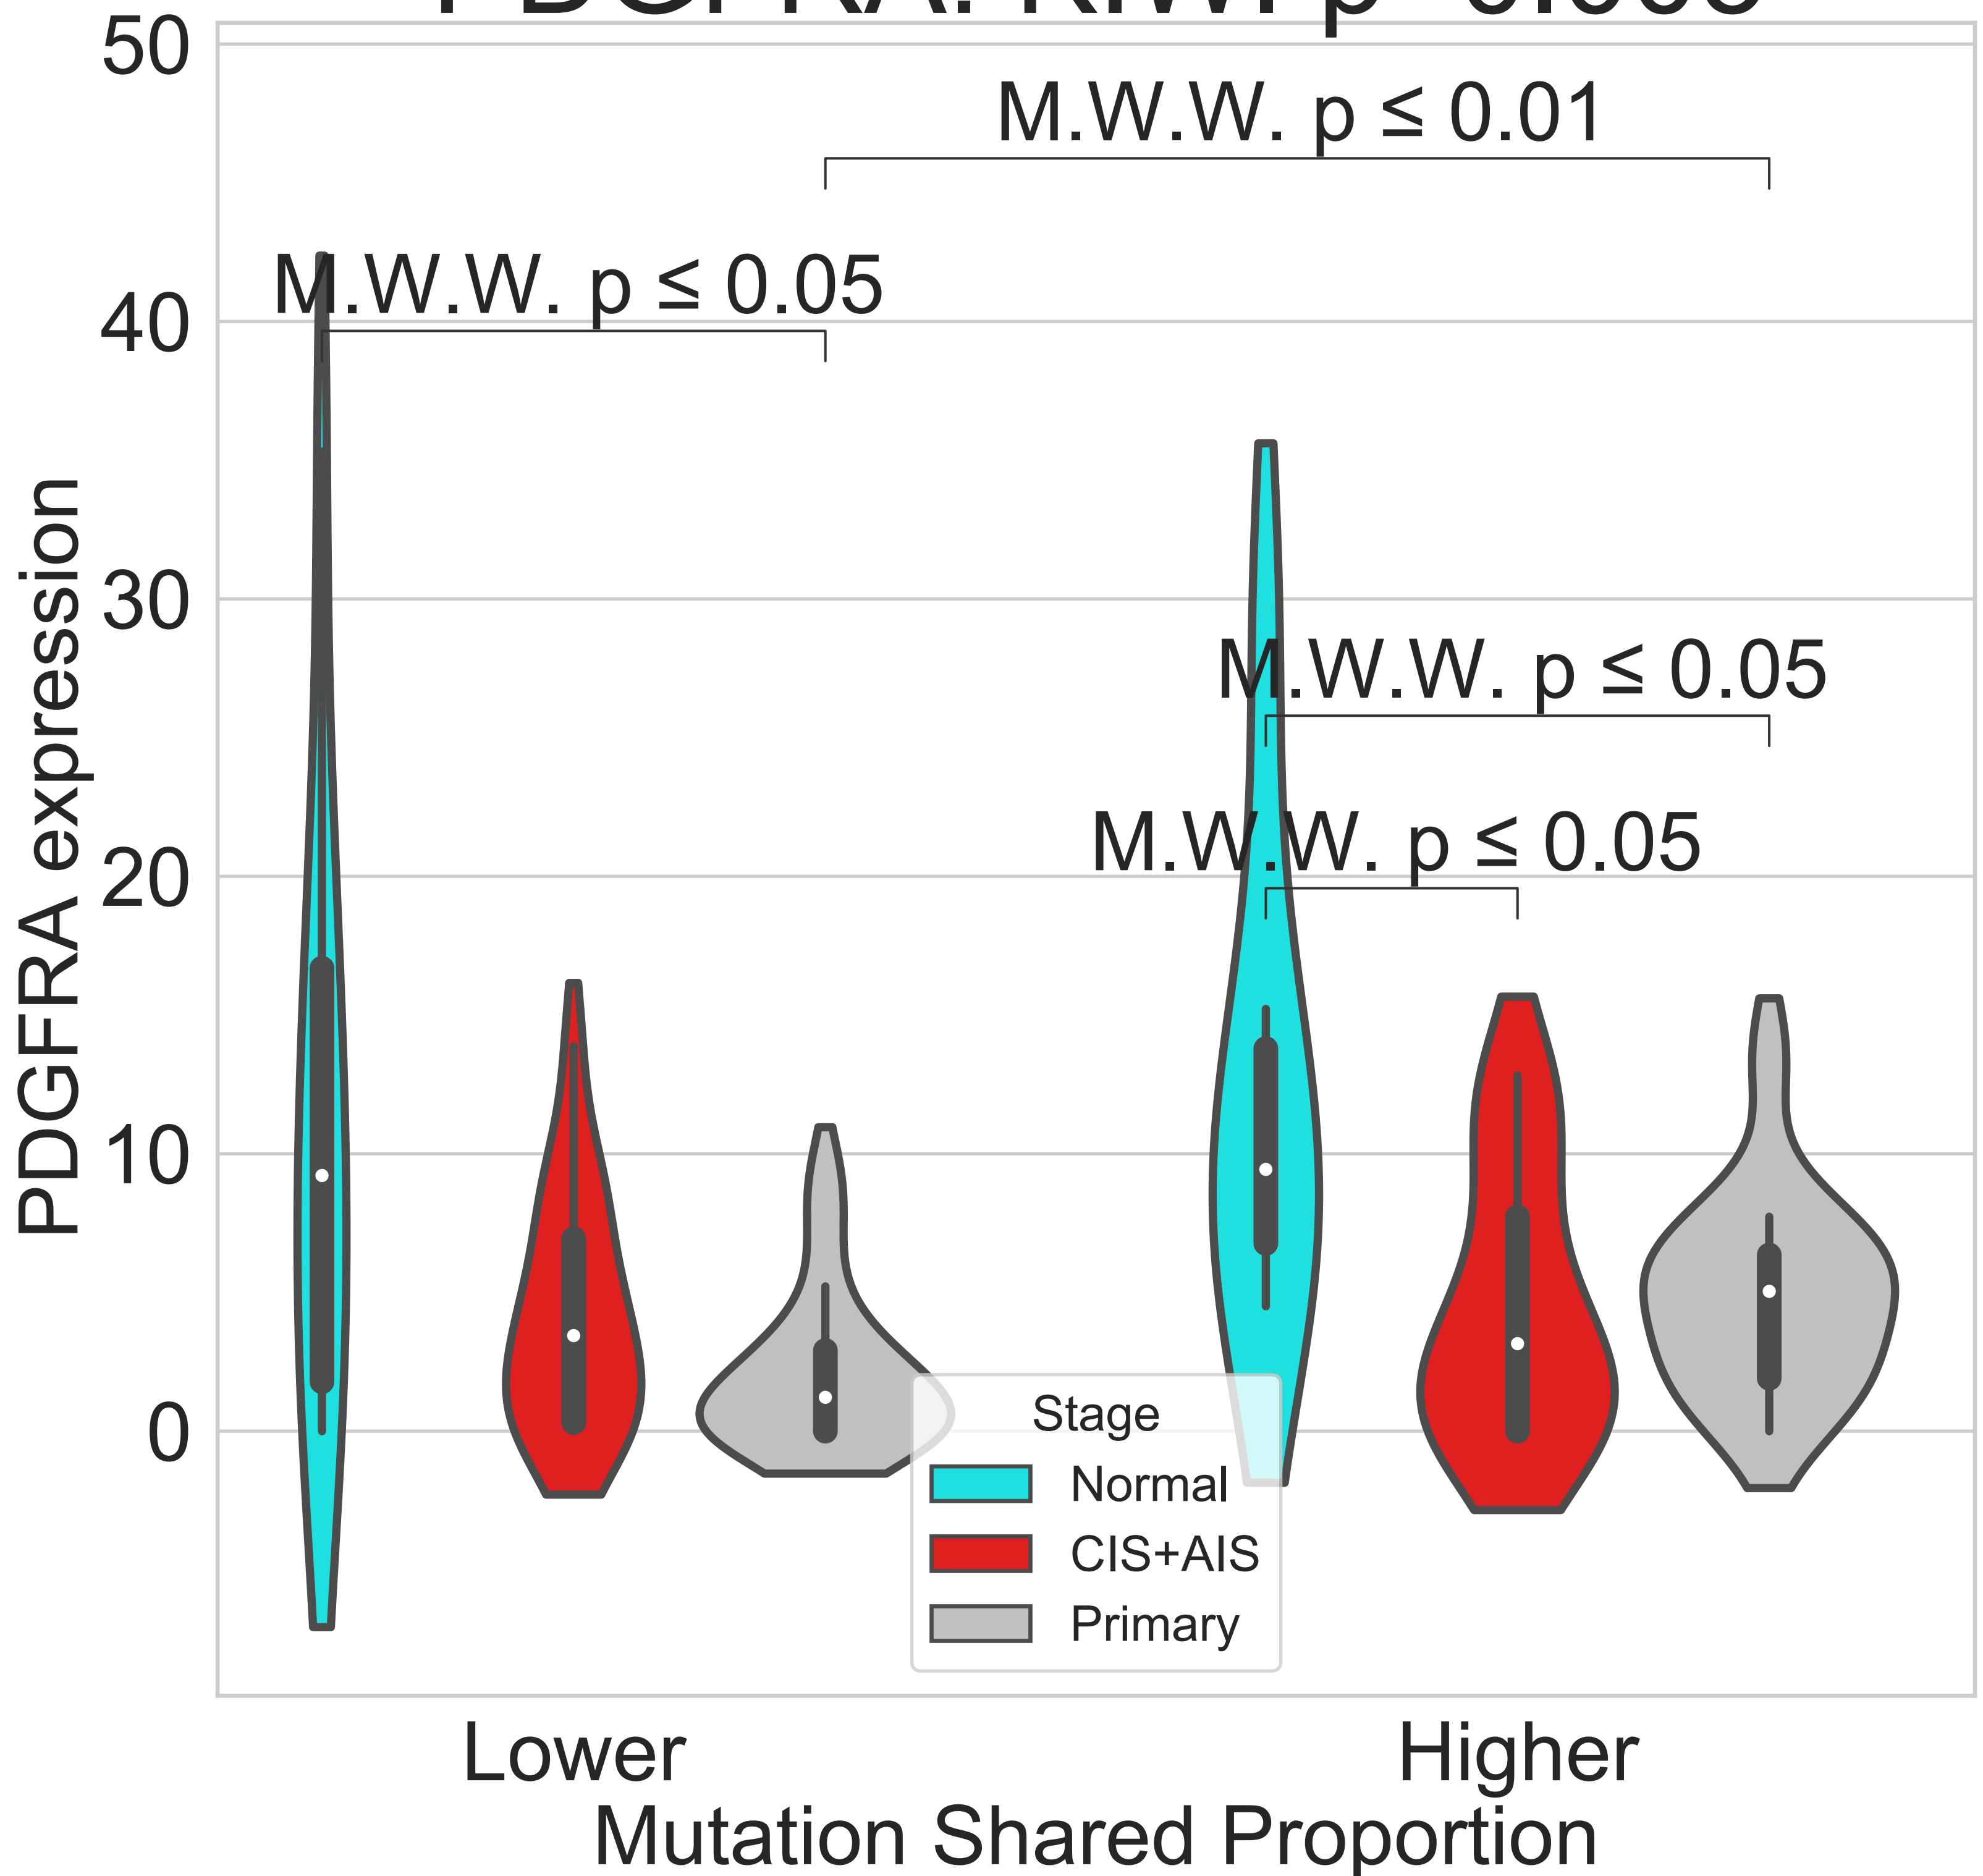 50
M.W.W. p ≤ 0.01
M.W.W. p ≤ 0.05
40
30
M.W.W. p ≤ 0.05
M.W.W. p ≤ 0.05
20
10
0
PDGFRA expression
Stage
Normal
CIS+AIS
Primary
Lower
Higher
Mutation Shared Proportion